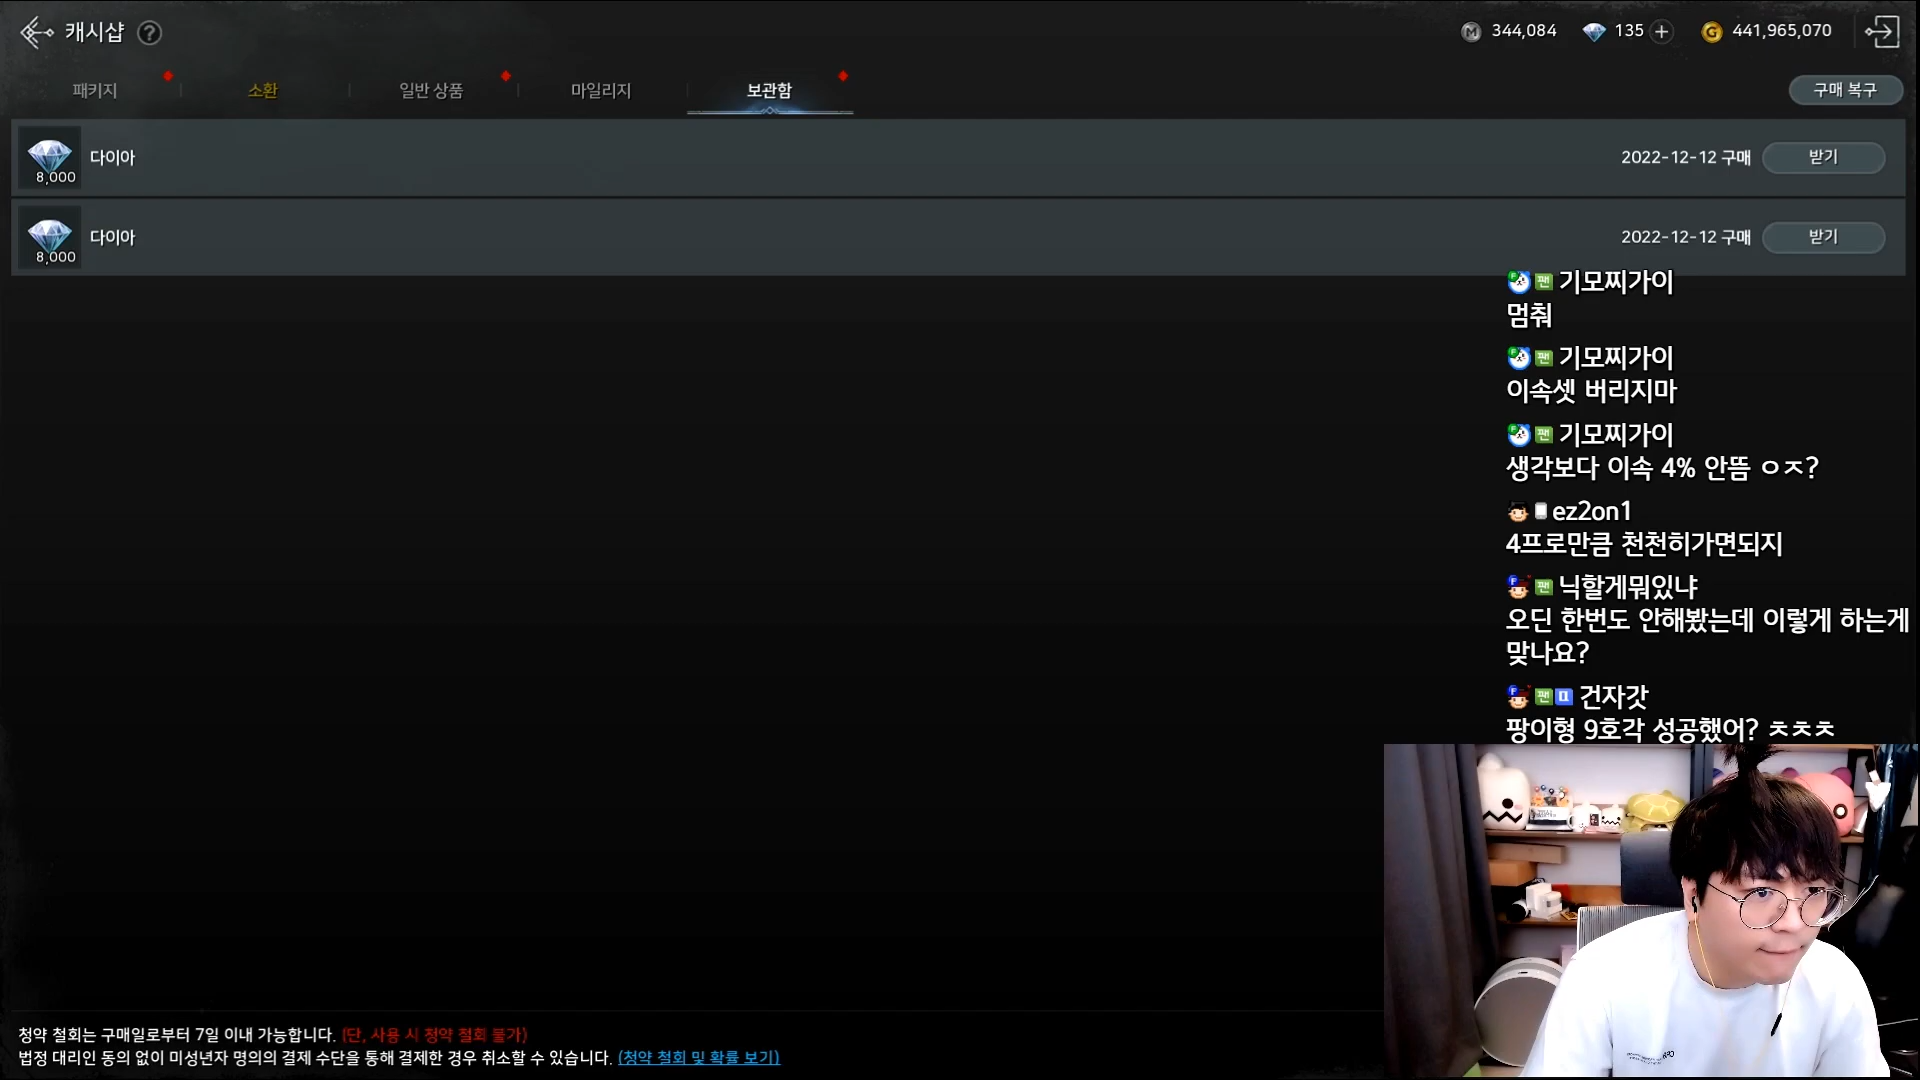 캐시샵 ?
344,084 135 441,965,070
패키지 소환 일반 상품 마일리지 보관함 구매 복구
다이아 2022-12-12 구매 받기
8,000
다이아 2022-12-12 구매 받기
8,000
팬 기모찌가이
멈춰
팬 기모찌가이
이속셋 버리지마
팬 기모찌가이
생각보다 이속 4% 안뜸 ㅇㅈ?
ez2on1
4프로만큼 천천히가면되지
팬 닉할게뭐있냐
오딘 한번도 안해봤는데 이렇게 하는게
맞나요?
팬 건자갓
팡이형 9호각 성공했어? ㅊㅊㅊ
청약 철회는 구매일로부터 7일 이내 가능합니다. (단, 사용 시 청약 철회 불가)
법정 대리인 동의 없이 미성년자 명의의 결제 수단을 통해 결제한 경우 취소할 수 있습니다. (청약 철회 및 확률 보기)